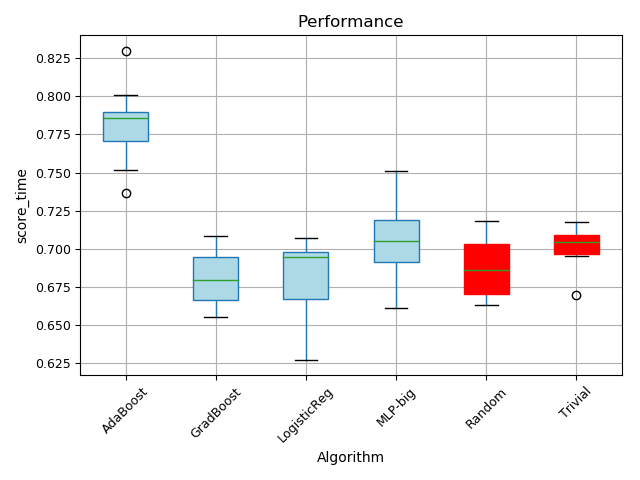 Performance
0.825
0.800
0.775
0.750
0.725
0.700
0.675
0.650
0.625
score_time
AdaBoost
GradBoost
LogisticReg
MLP-big
Random
Trivial
Algorithm